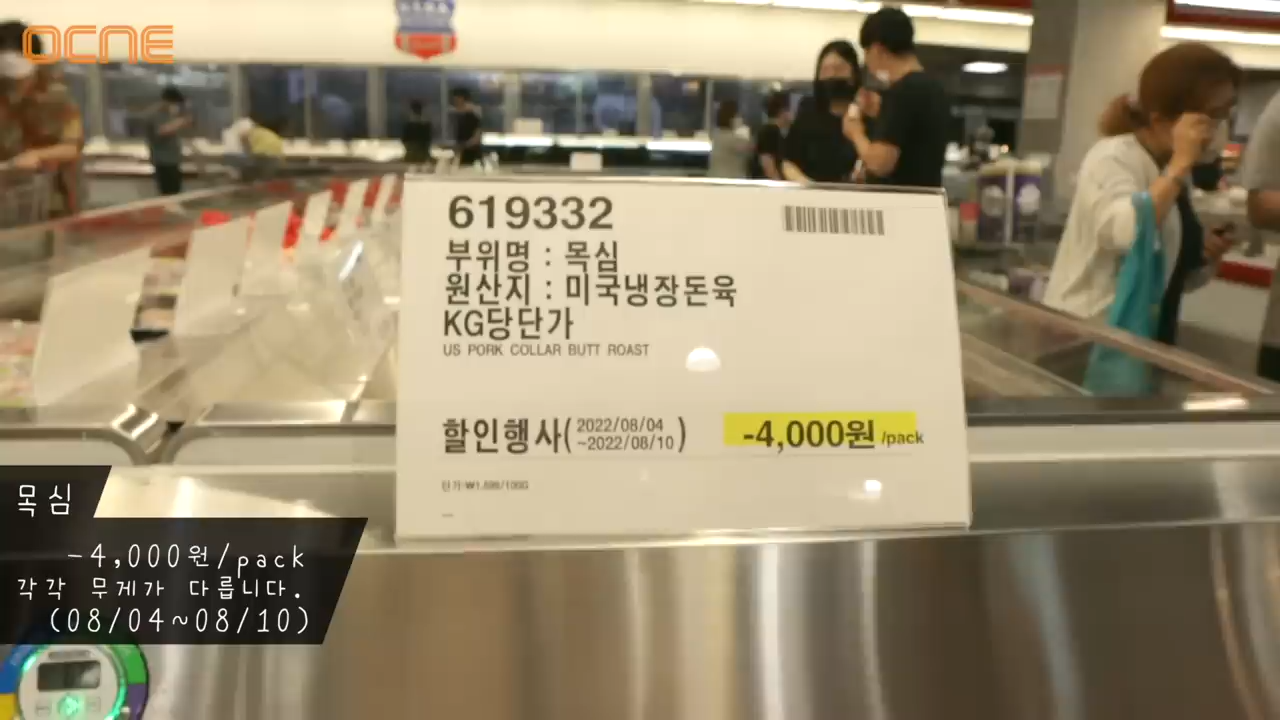 OCNE
619332
부위명 : 목심
원산지 : 미국냉장돈육
KG당단가
US PORK COLLAR BUTT ROAST
할인행사(2022/08/04
~2022/08/10)
-4,000원 /pack
목심
-4,000원/pack
각각 무게가 다릅니다.
(08/04~08/10)